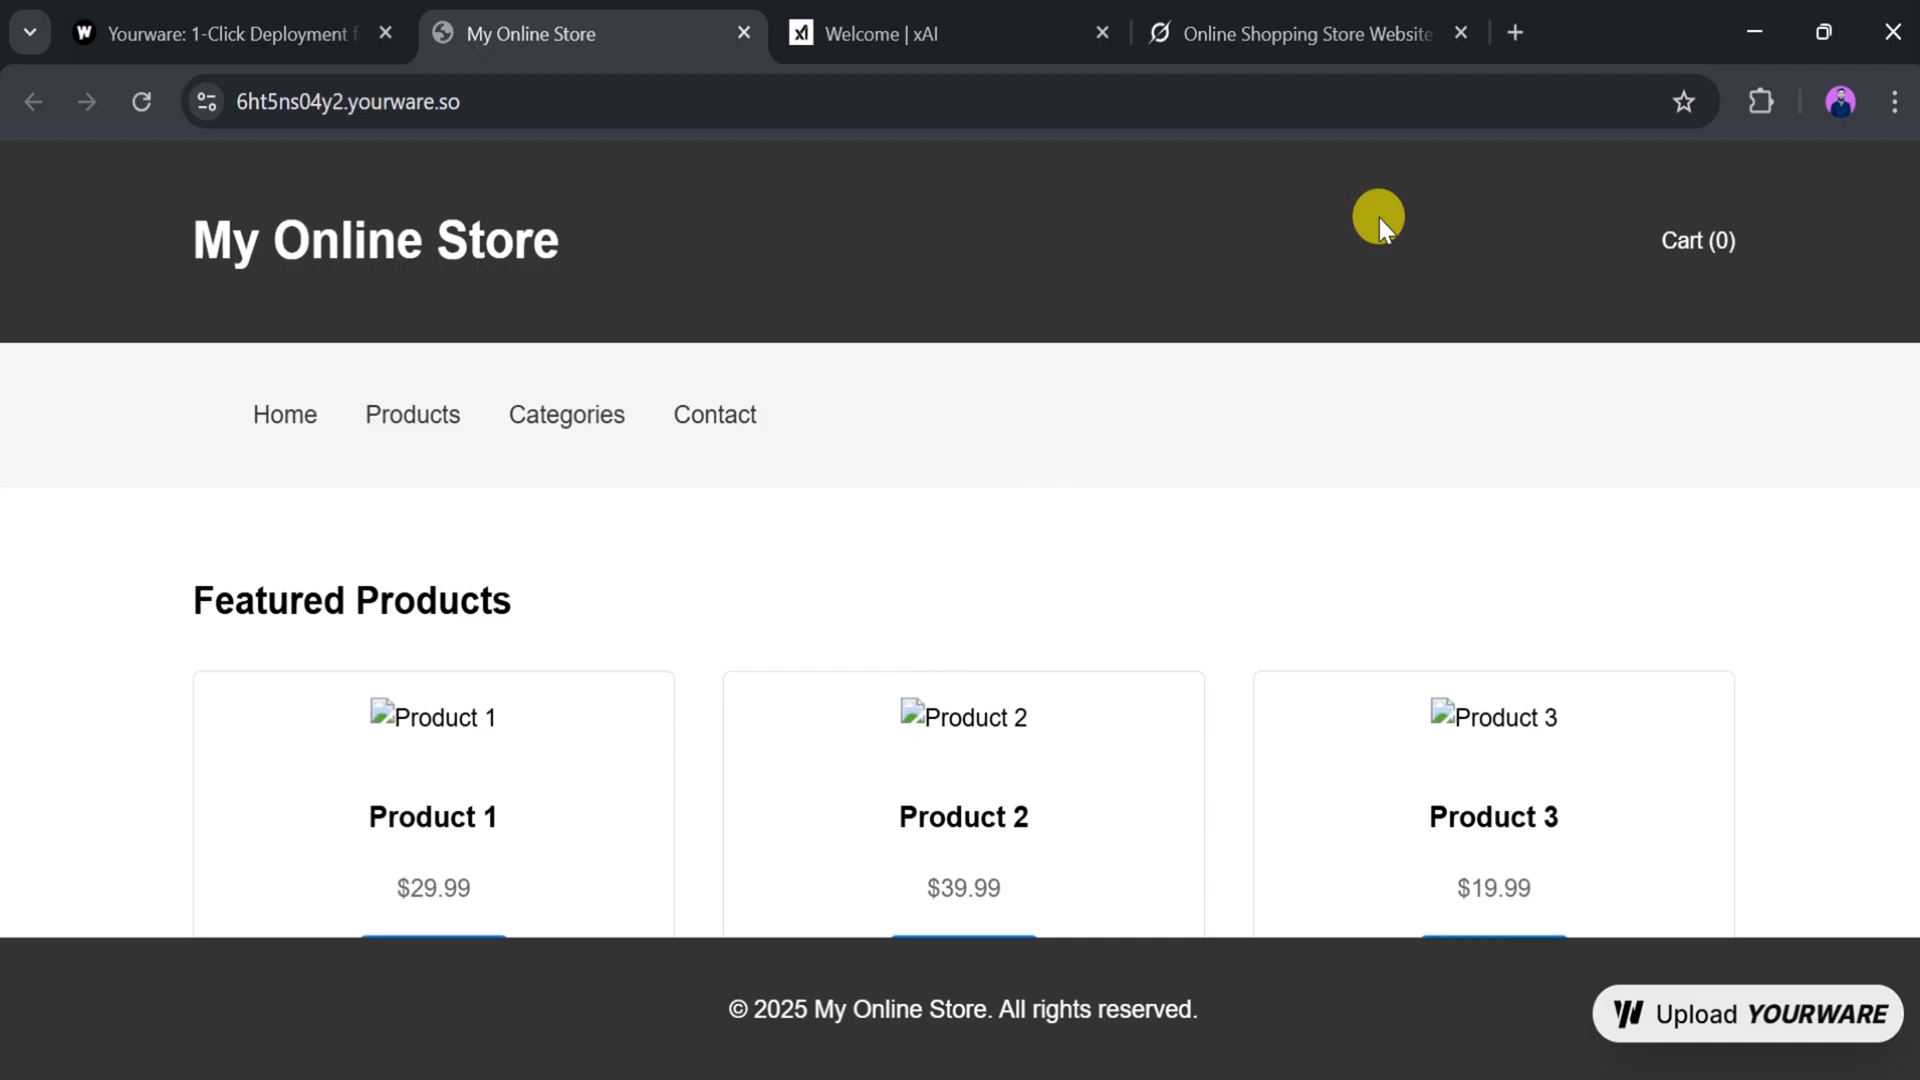 Yourware: 1-Click Deployment f
My Online Store
Welcome | xAI
Online Shopping Store Website
6ht5ns04y2.yourware.so
My Online Store
Cart (0)
Home
Products
Categories
Contact
Featured Products
Product 1
Product 2
Product 3
Product 1
Product 2
Product 3
$29.99
$39.99
$19.99
© 2025 My Online Store. All rights reserved.
Upload YOURWARE